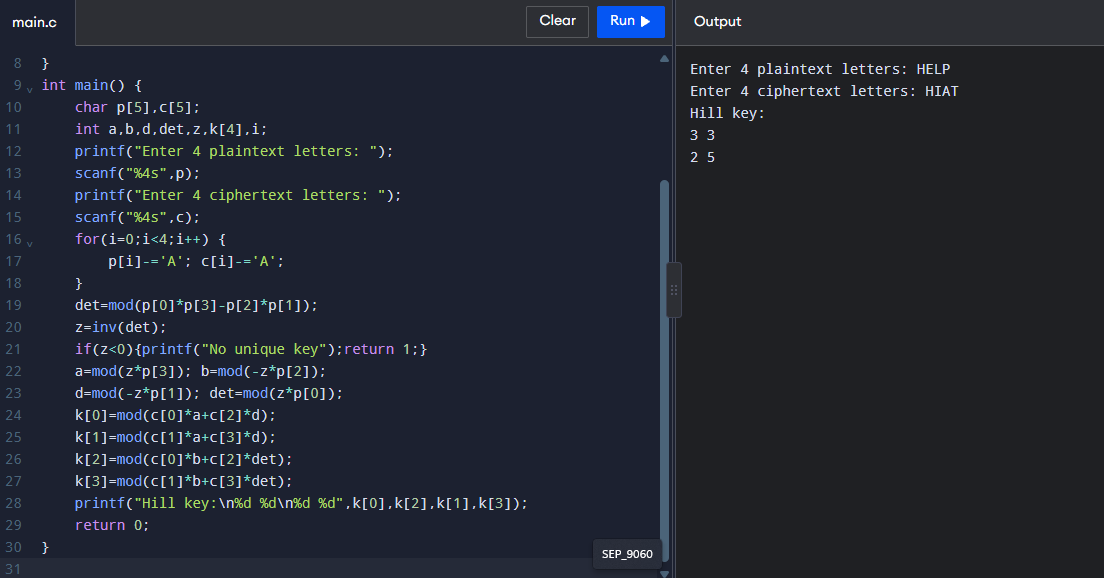 main.c
Clear
Run
Output
8 }
9 int main() {
10 char p[5],c[5];
11 int a,b,d,det,z,k[4],i;
12 printf("Enter 4 plaintext letters: ");
13 scanf("%4s",p);
14 printf("Enter 4 ciphertext letters: ");
15 scanf("%4s",c);
16 for(i=0;i<4;i++) {
17 p[i]-='A'; c[i]-='A';
18 }
19 det=mod(p[0]*p[3]-p[2]*p[1]);
20 z=inv(det);
21 if(z<0){printf("No unique key");return 1;}
22 a=mod(z*p[3]); b=mod(-z*p[2]);
23 d=mod(-z*p[1]); det=mod(z*p[0]);
24 k[0]=mod(c[0]*a+c[2]*d);
25 k[1]=mod(c[1]*a+c[3]*d);
26 k[2]=mod(c[0]*b+c[2]*det);
27 k[3]=mod(c[1]*b+c[3]*det);
28 printf("Hill key:\n%d %d\n%d %d",k[0],k[2],k[1],k[3]);
29 return 0;
30 }
31
SEP_9060
Enter 4 plaintext letters: HELP
Enter 4 ciphertext letters: HIAT
Hill key:
3 3
2 5